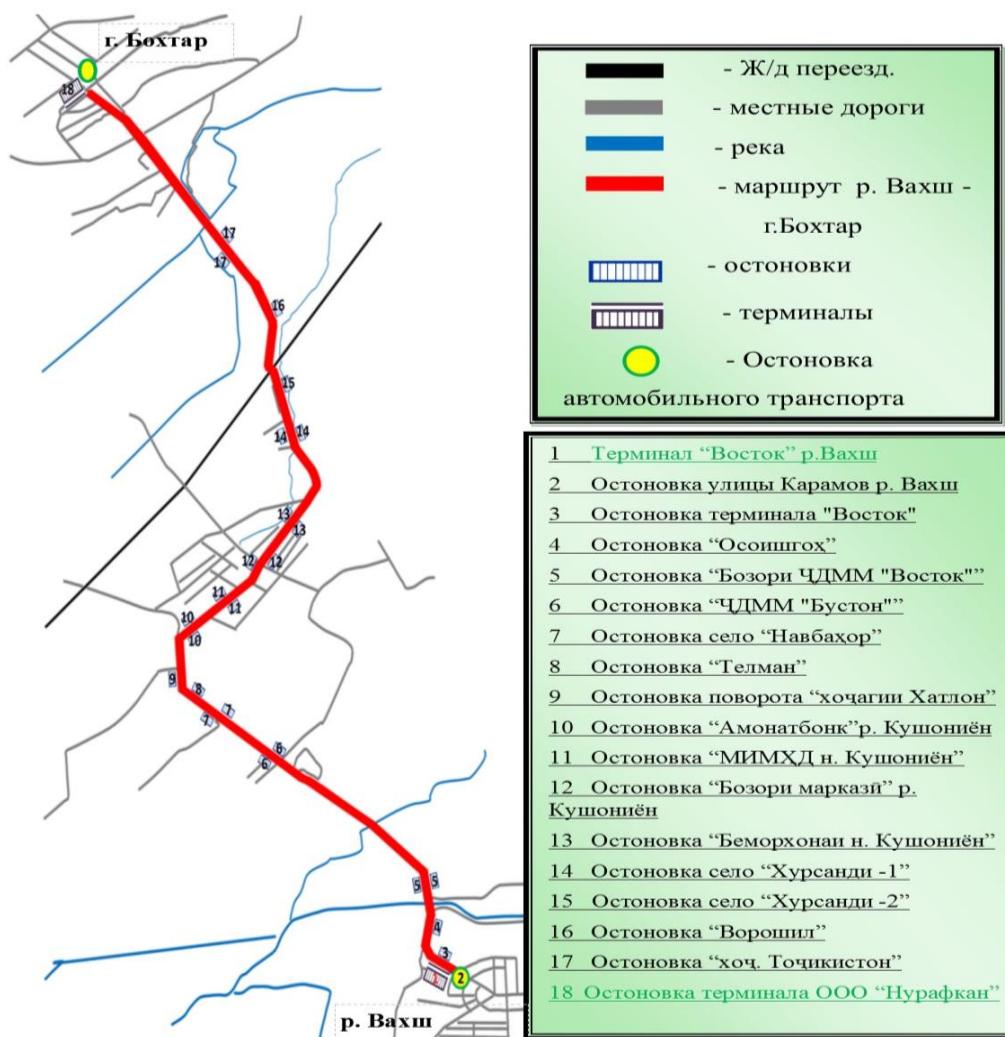 г. Бохтар
18
17
17
16
15
14
14
13
13
12
12
11
11
10
10
9
8
7
7
6
6
5
5
4
3
1
2
р. Вахш
- Ж/д переезд.
- местные дороги
- река
- маршрут р. Вахш -
г.Бохтар
- остоновки
- терминалы
- Остоновка
автомобильного транспорта
1 Терминал “Восток” р.Вахш
2 Остоновка улицы Карамов р. Вахш
3 Остоновка терминала "Восток"
4 Остоновка “Осоишгоҳ”
5 Остоновка “Бозори ҶДММ "Восток"”
6 Остоновка “ҶДММ "Бустон"”
7 Остоновка село “Навбаҳор”
8 Остоновка “Телман”
9 Остоновка поворота “хоҷагии Хатлон”
10 Остоновка “Амонатбонк”р. Кушониён
11 Остоновка “МИМҲД н. Кушониён”
12 Остоновка “Бозори марказӣ” р.
Кушониён
13 Остоновка “Беморхонаи н. Кушониён”
14 Остоновка село “Хурсанди -1”
15 Остоновка село “Хурсанди -2”
16 Остоновка “Ворошил”
17 Остоновка “хоҷ. Тоҷикистон”
18 Остоновка терминала ООО “Нурафкан”